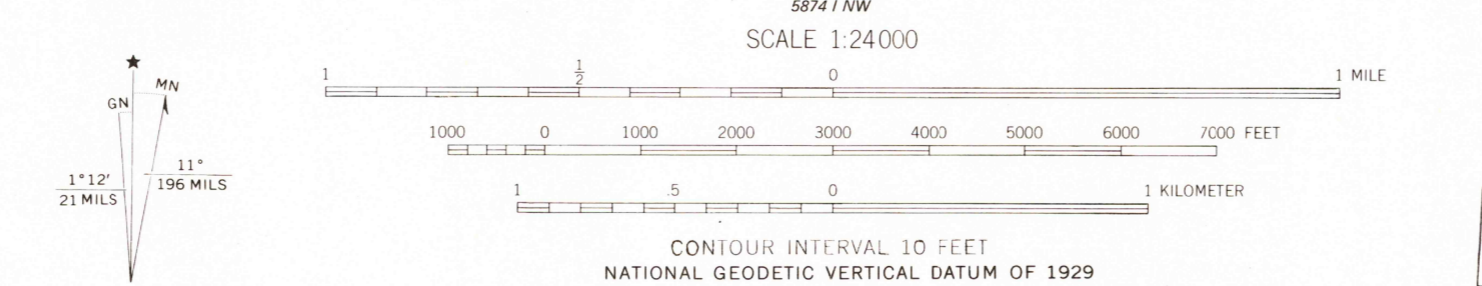 5874 I NW
SCALE 1:24 000
1 1/2 0 1 MILE
1000 0 1000 2000 3000 4000 5000 6000 7000 FEET
1 .5 0 1 KILOMETER
CONTOUR INTERVAL 10 FEET
NATIONAL GEODETIC VERTICAL DATUM OF 1929
★
GN
MN
1°12′
21 MILS
11°
196 MILS